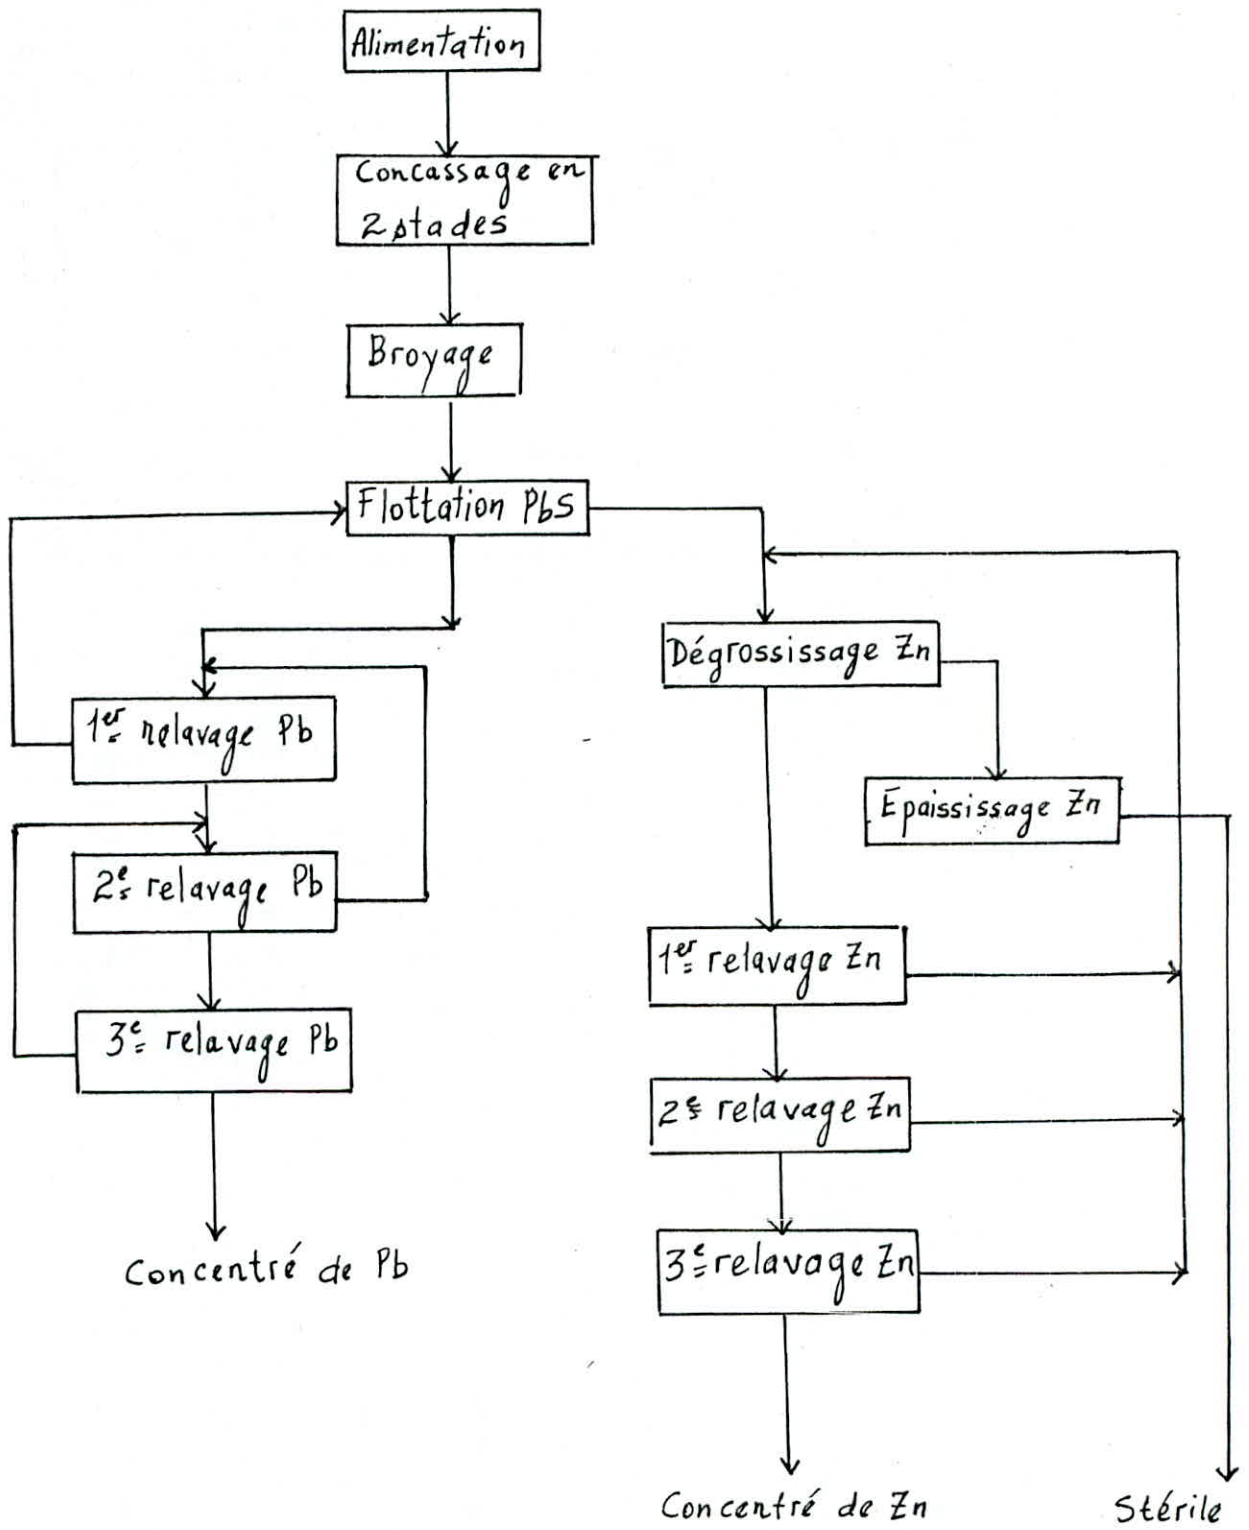 Alimentation
Concassage en
2 stades
Broyage
Flottation PbS
Dégrossissage Zn
1er relavage Pb
Epaississage Zn
2e relavage Pb
1er relavage Zn
3e relavage Pb
2e relavage Zn
Concentré de Pb
3e relavage Zn
Concentré de Zn
Stérile